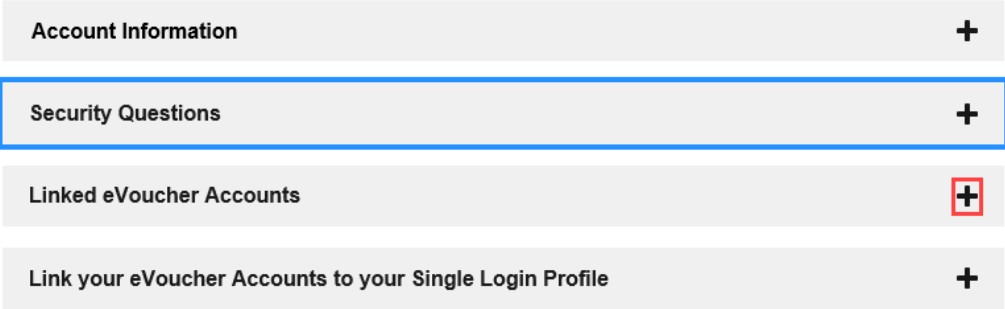 Account Information
Security Questions
Linked eVoucher Accounts
Link your eVoucher Accounts to your Single Login Profile